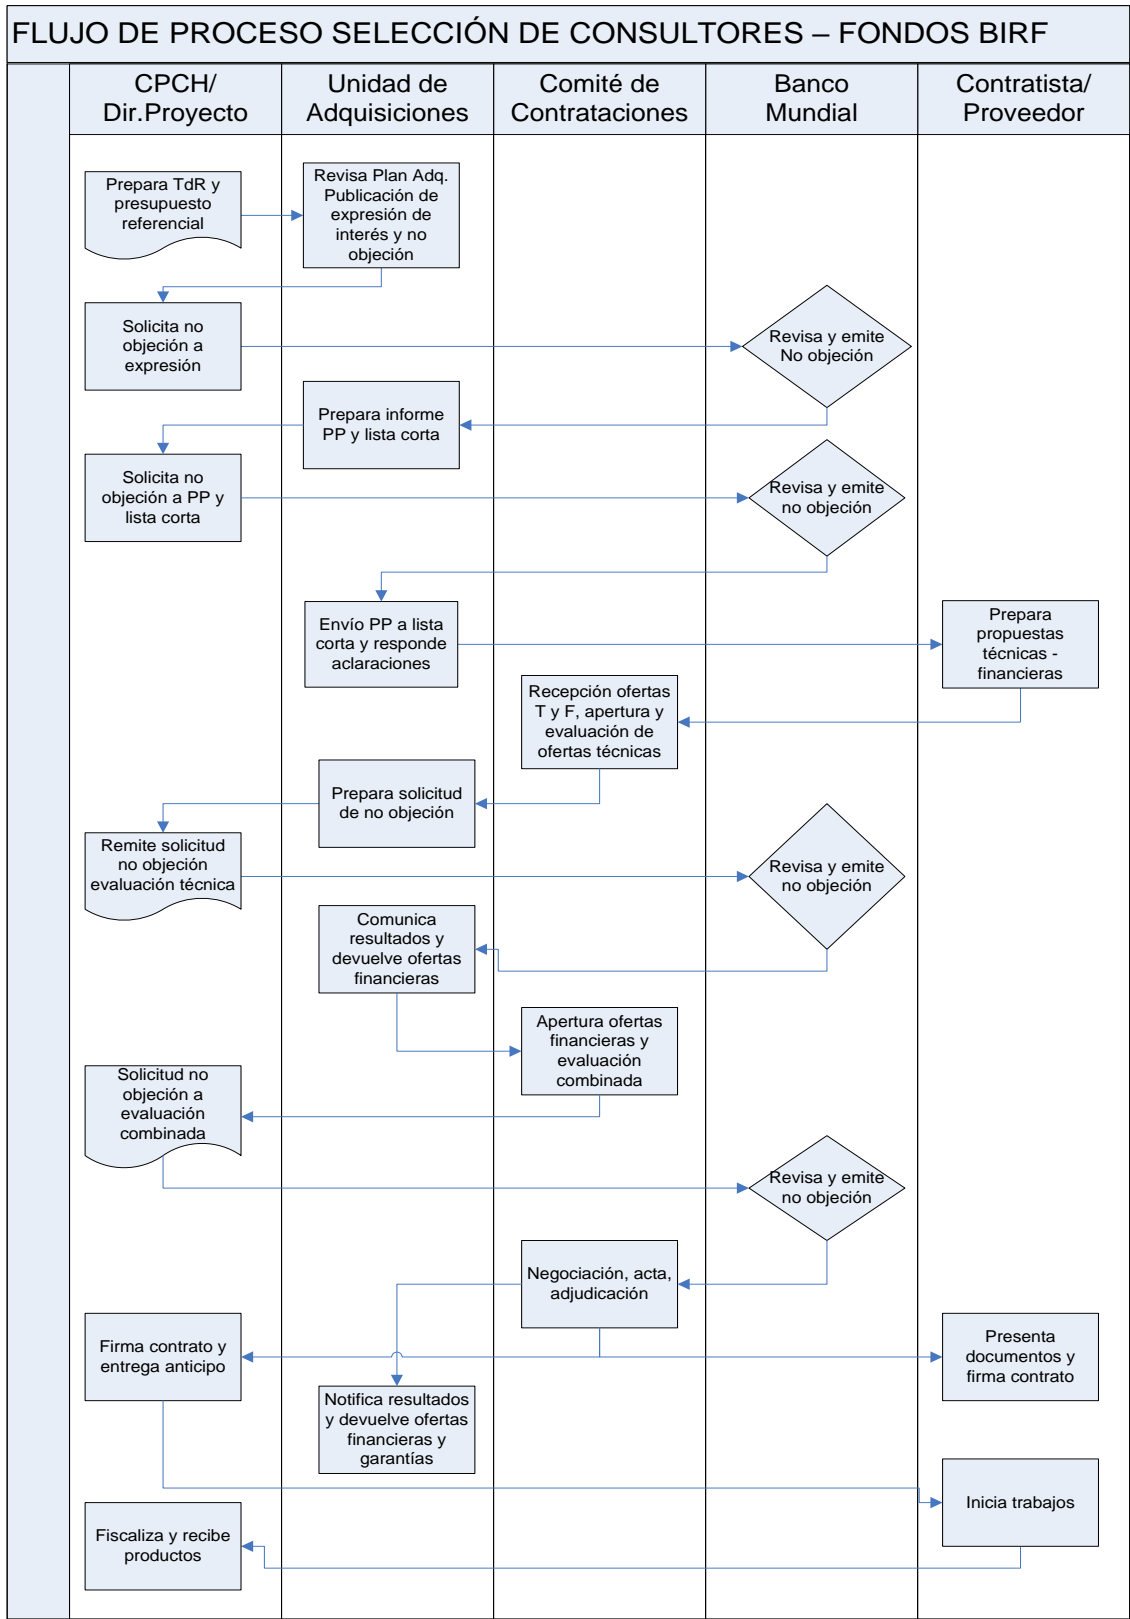 FLUJO DE PROCESO SELECCIÓN DE CONSULTORES – FONDOS BIRF
CPCH/
Dir.Proyecto
Unidad de
Adquisiciones
Comité de
Contrataciones
Banco
Mundial
Contratista/
Proveedor
Prepara TdR y
presupuesto
referencial
Revisa Plan Adq.
Publicación de
expresión de
interés y no
objeción
Solicita no
objeción a
expresión
Revisa y emite
No objeción
Prepara informe
PP y lista corta
Solicita no
objeción a PP y
lista corta
Revisa y emite
no objeción
Envío PP a lista
corta y responde
aclaraciones
Prepara
propuestas
técnicas -
financieras
Recepción ofertas
T y F, apertura y
evaluación de
ofertas técnicas
Prepara solicitud
de no objeción
Remite solicitud
no objeción
evaluación técnica
Revisa y emite
no objeción
Comunica
resultados y
devuelve ofertas
financieras
Apertura ofertas
financieras y
evaluación
combinada
Solicitud no
objeción a
evaluación
combinada
Revisa y emite
no objeción
Negociación, acta,
adjudicación
Firma contrato y
entrega anticipo
Presenta
documentos y
firma contrato
Notifica resultados
y devuelve ofertas
financieras y
garantías
Inicia trabajos
Fiscaliza y recibe
productos